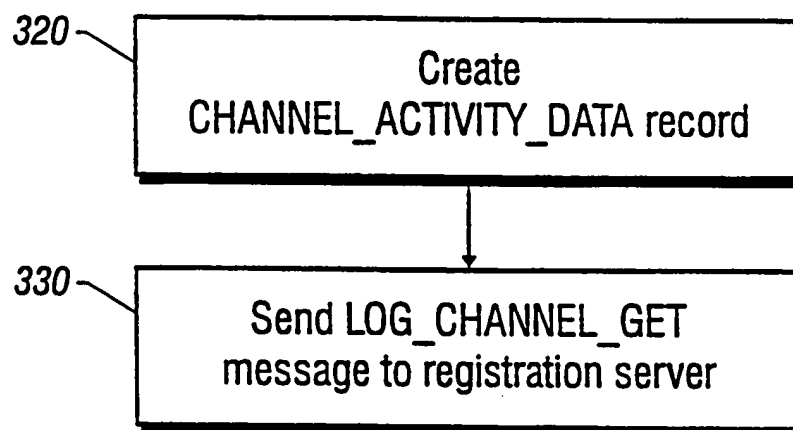 320
Create
CHANNEL_ACTIVITY_DATA record
330
Send LOG_CHANNEL_GET
message to registration server